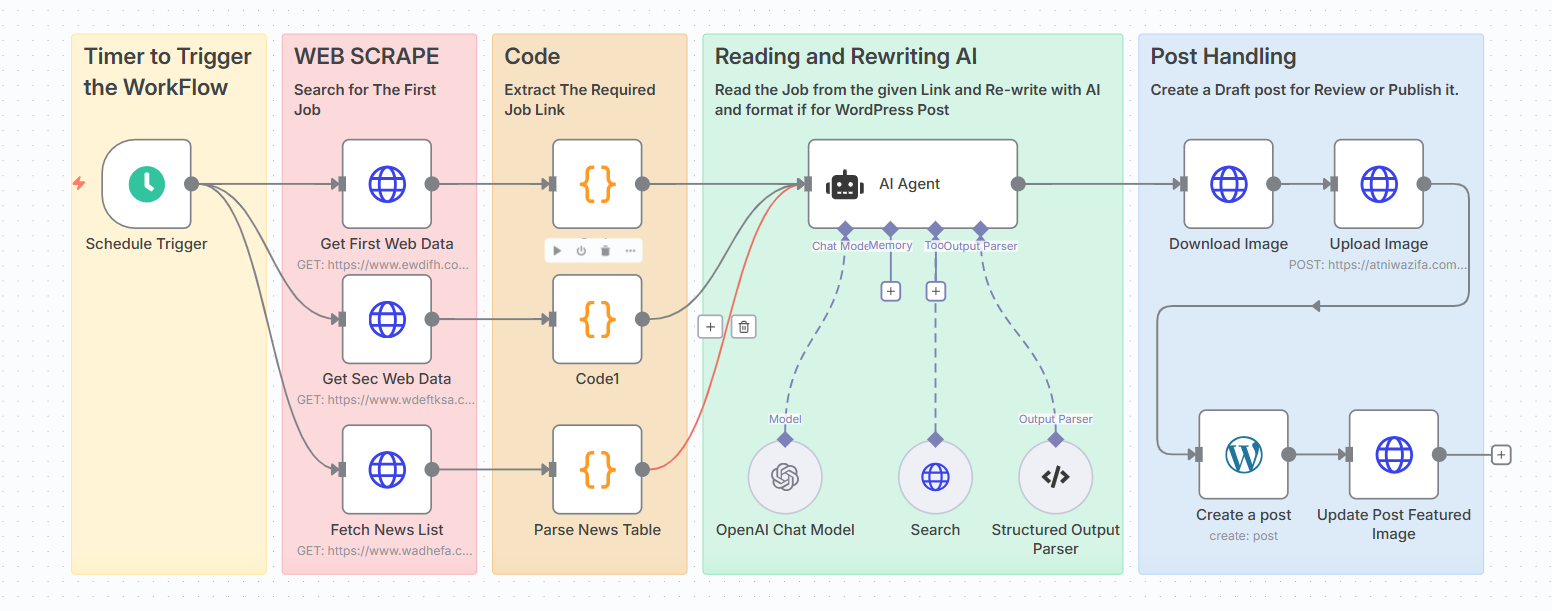 Timer to Trigger
the WorkFlow
Schedule Trigger
WEB SCRAPE
Search for The First
Job
Get First Web Data
GET: https://www.ewdifh.co...
Get Sec Web Data
GET: https://www.wdeftksa.c...
Fetch News List
GET: https://www.wadhefa.c...
Code
Extract The Required
Job Link
Code1
Parse News Table
Reading and Rewriting AI
Read the Job from the given Link and Re-write with AI
and format if for WordPress Post
AI Agent
Chat Mode
Memory
Too
Output Parser
Model
Output Parser
OpenAI Chat Model
Search
Structured Output
Parser
Post Handling
Create a Draft post for Review or Publish it.
Download Image
Upload Image
POST: https://atniwazifa.com...
Create a post
create: post
Update Post Featured
Image